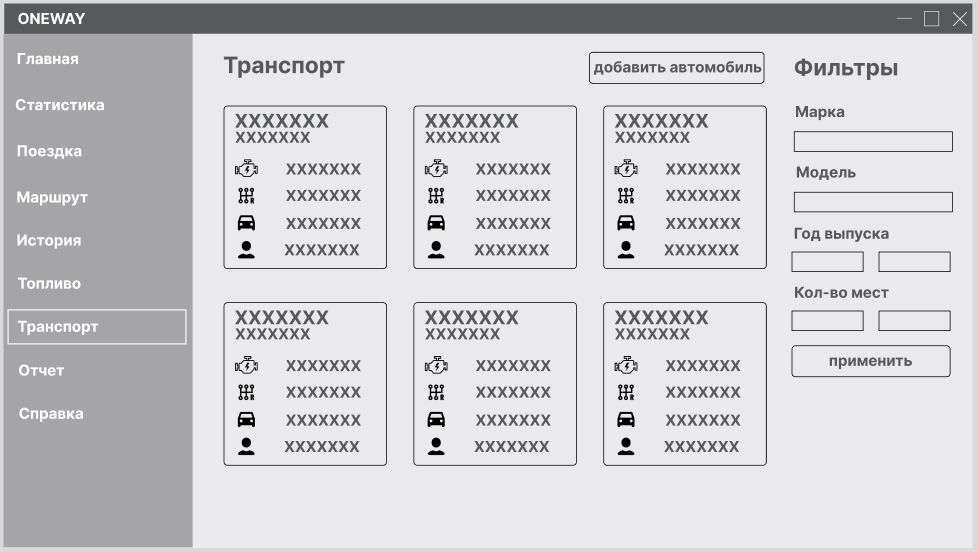 ONEWAY
Главная
Статистика
Поездка
Маршрут
История
Топливо
Транспорт
Отчет
Справка
Транспорт
добавить автомобиль
XXXXXXX
XXXXXXX
XXXXXXX
R XXXXXXX
XXXXXXX
XXXXXXX
XXXXXXX
XXXXXXX
XXXXXXX
R XXXXXXX
XXXXXXX
XXXXXXX
XXXXXXX
XXXXXXX
XXXXXXX
R XXXXXXX
XXXXXXX
XXXXXXX
XXXXXXX
XXXXXXX
XXXXXXX
R XXXXXXX
XXXXXXX
XXXXXXX
XXXXXXX
XXXXXXX
XXXXXXX
R XXXXXXX
XXXXXXX
XXXXXXX
XXXXXXX
XXXXXXX
XXXXXXX
R XXXXXXX
XXXXXXX
XXXXXXX
Фильтры
Марка
Модель
Год выпуска
Кол-во мест
применить